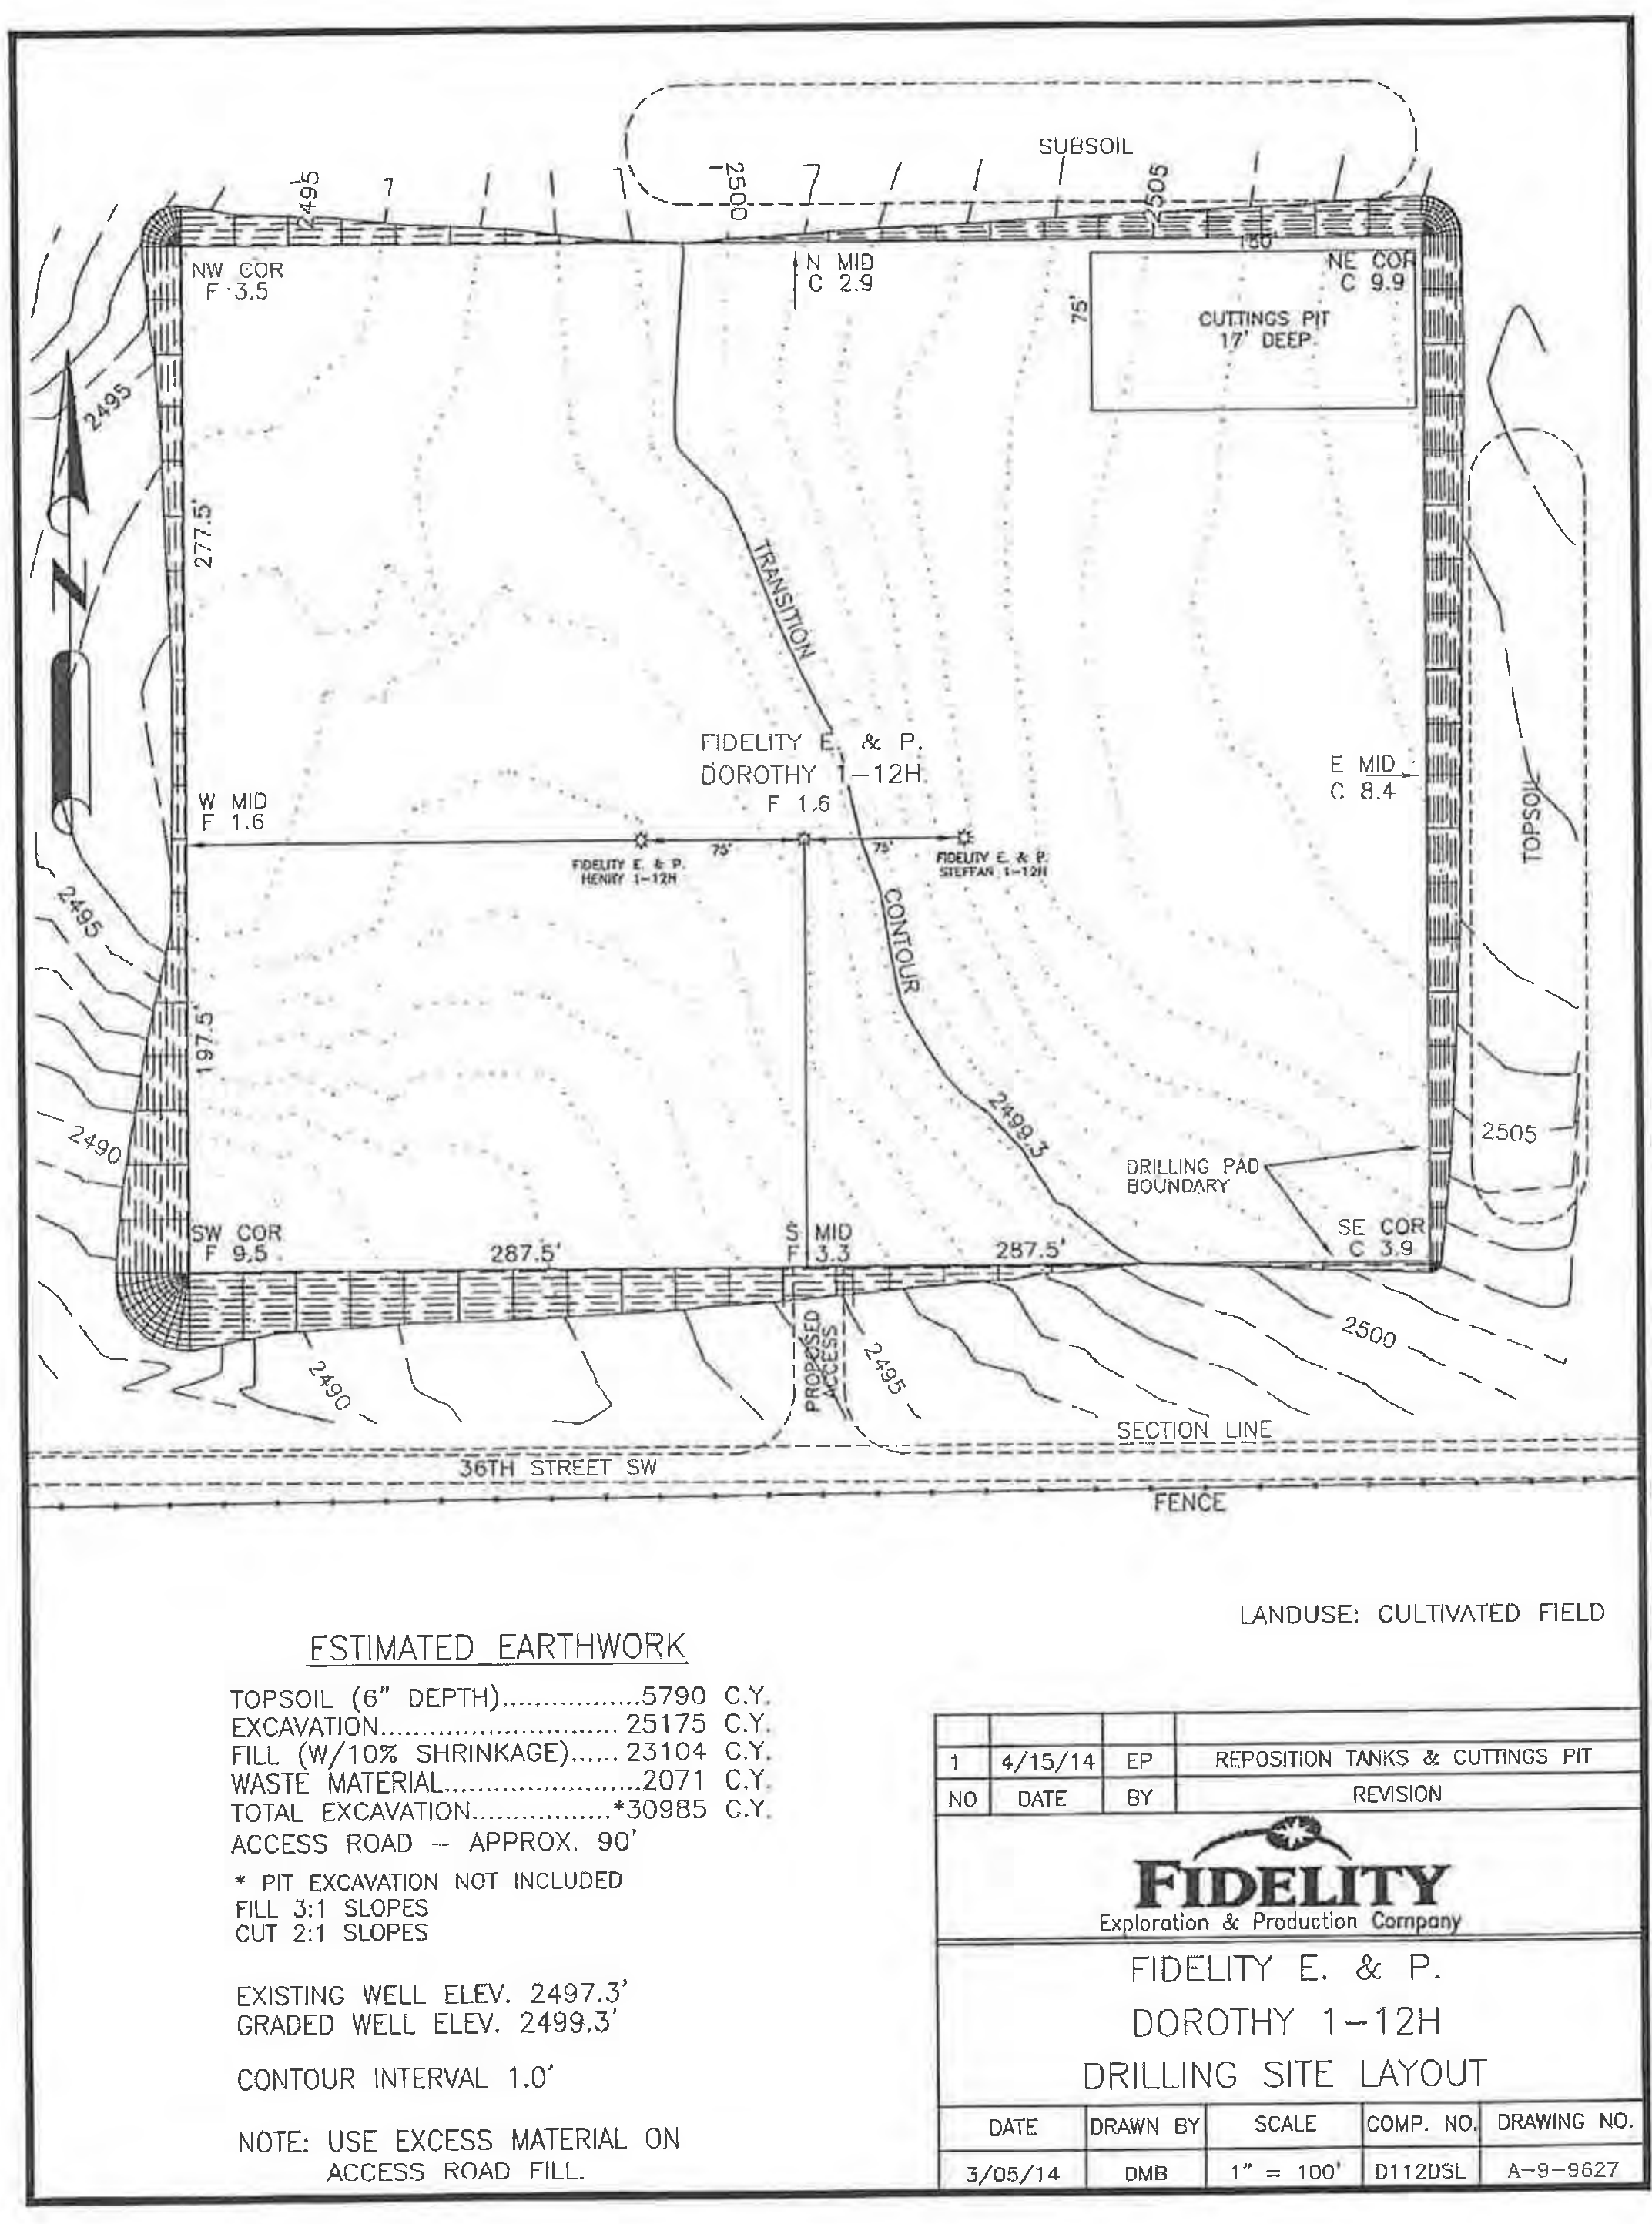 SUBSOIL
2495
2500
2505
NW COR
F 3.5
N MID
C 2.9
150'
NE COR
C 9.9
75'
CUTTINGS PIT
17' DEEP
2495
N
277.5'
TRANSITION
FIDELITY E. & P.
DOROTHY 1-12H
F 1.6
E MID
C 8.4
TOPSOIL
W MID
F 1.6
75'
75'
FIDELITY E. & P.
HENRY 1-12H
FIDELITY E. & P.
STEFFAN 1-12H
2495
CONTOUR
197.5'
2499.3
2490
2505
DRILLING PAD
BOUNDARY
SW COR
F 9.5
287.5'
S MID
F 3.3
287.5'
SE COR
C 3.9
2490
PROPOSED
ACCESS
2495
2500
SECTION LINE
36TH STREET SW
FENCE
LANDUSE: CULTIVATED FIELD
ESTIMATED EARTHWORK
TOPSOIL (6" DEPTH).................5790 C.Y.
EXCAVATION............................ 25175 C.Y.
FILL (W/10% SHRINKAGE)...... 23104 C.Y.
WASTE MATERIAL.......................2071 C.Y.
TOTAL EXCAVATION.................*30985 C.Y.
ACCESS ROAD - APPROX. 90'
* PIT EXCAVATION NOT INCLUDED
FILL 3:1 SLOPES
CUT 2:1 SLOPES
EXISTING WELL ELEV. 2497.3'
GRADED WELL ELEV. 2499.3'
CONTOUR INTERVAL 1.0'
NOTE: USE EXCESS MATERIAL ON
ACCESS ROAD FILL.
1 4/15/14 EP REPOSITION TANKS & CUTTINGS PIT
NO DATE BY REVISION
FIDELITY
Exploration & Production Company
FIDELITY E. & P.
DOROTHY 1-12H
DRILLING SITE LAYOUT
DATE DRAWN BY SCALE COMP. NO. DRAWING NO.
3/05/14 DMB 1" = 100' D112DSL A-9-9627